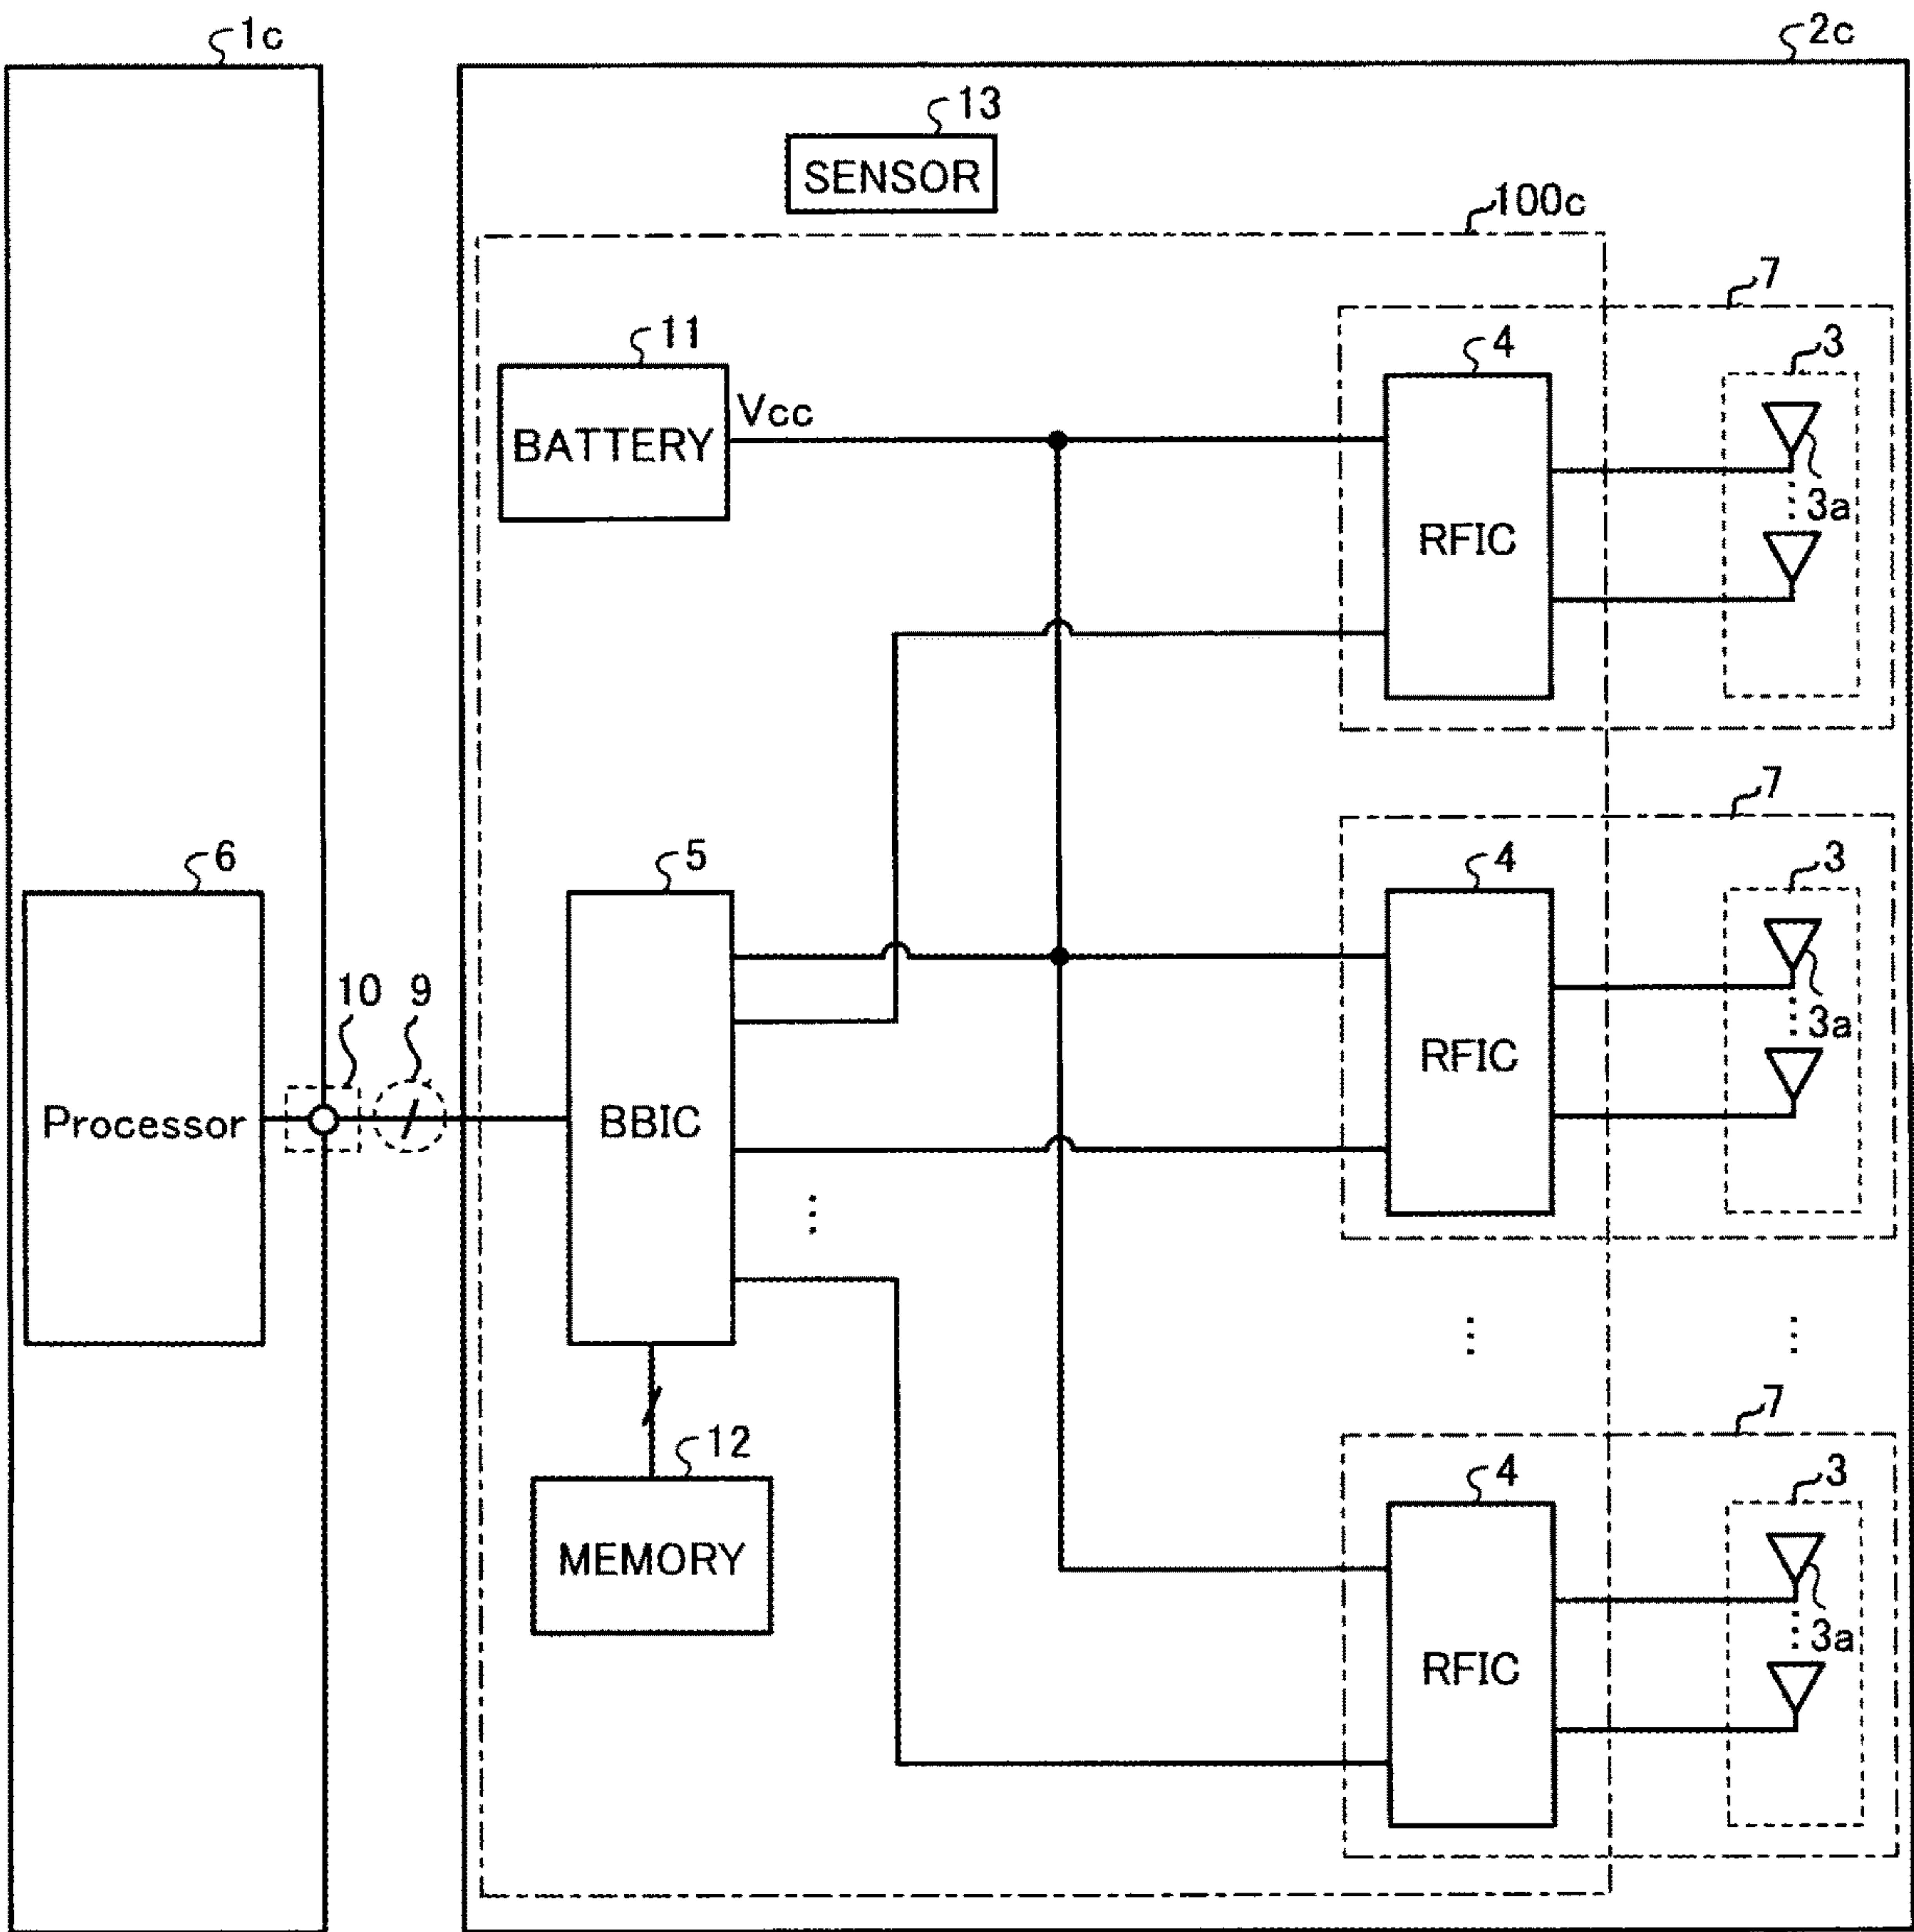 1c
2c
13
SENSOR
100c
7
11
4
3
Vcc
BATTERY
3a
RFIC
7
6
5
4
3
10
9
3a
RFIC
Processor
BBIC
7
12
4
3
MEMORY
3a
RFIC